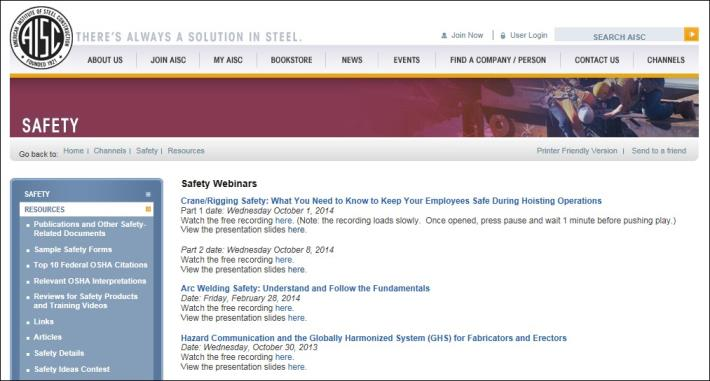 AMERICAN INSTITUTE OF STEEL CONSTRUCTION
AISC
FOUNDED 1921
THERE'S ALWAYS A SOLUTION IN STEEL.
Join Now | User Login
SEARCH AISC
ABOUT US
JOIN AISC
MY AISC
BOOKSTORE
NEWS
EVENTS
FIND A COMPANY / PERSON
CONTACT US
CHANNELS
SAFETY
Go back to: Home | Channels | Safety | Resources
Printer Friendly Version | Send to a friend
SAFETY
RESOURCES
Publications and Other Safety-
Related Documents
Sample Safety Forms
Top 10 Federal OSHA Citations
Relevant OSHA Interpretations
Reviews for Safety Products
and Training Videos
Links
Articles
Safety Details
Safety Ideas Contest
Safety Webinars
Crane/Rigging Safety: What You Need to Know to Keep Your Employees Safe During Hoisting Operations
Part 1 date: Wednesday October 1, 2014
Watch the free recording here. (Note: the recording loads slowly. Once opened, press pause and wait 1 minute before pushing play.)
View the presentation slides here.
Part 2 date: Wednesday October 8, 2014
Watch the free recording here.
View the presentation slides here.
Arc Welding Safety: Understand and Follow the Fundamentals
Date: Friday, February 28, 2014
Watch the free recording here.
View the presentation slides here.
Hazard Communication and the Globally Harmonized System (GHS) for Fabricators and Erectors
Date: Wednesday, October 30, 2013
Watch the free recording here.
View the presentation slides here.